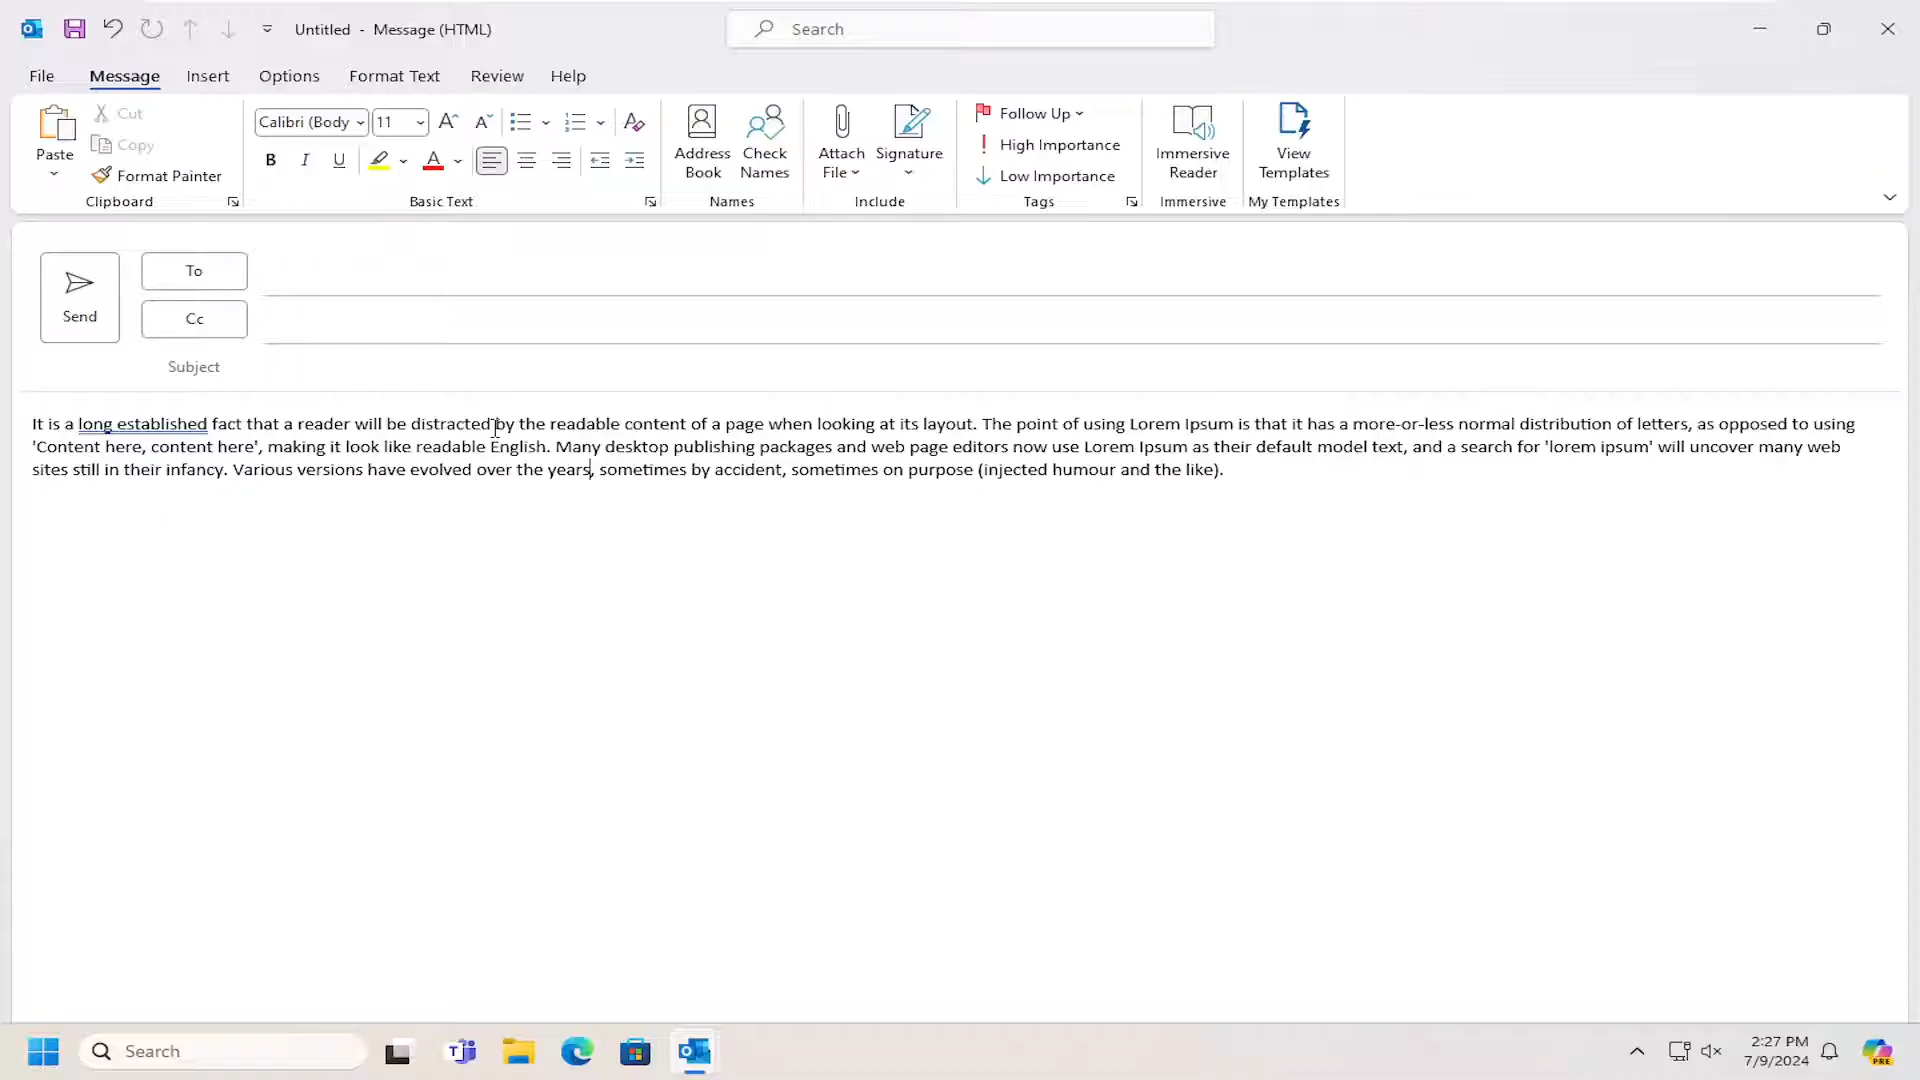 Untitled - Message (HTML)
Search
File Message Insert Options Format Text Review Help
Paste
Cut
Copy
Format Painter
Clipboard
Calibri (Body
11
B I U A
Basic Text
Address Book
Check Names
Names
Attach File
Signature
Include
Follow Up
High Importance
Low Importance
Tags
Immersive Reader
Immersive
View Templates
My Templates
Send
To
Cc
Subject
It is a long established fact that a reader will be distracted by the readable content of a page when looking at its layout. The point of using Lorem Ipsum is that it has a more-or-less normal distribution of letters, as opposed to using
'Content here, content here', making it look like readable English. Many desktop publishing packages and web page editors now use Lorem Ipsum as their default model text, and a search for 'lorem ipsum' will uncover many web
sites still in their infancy. Various versions have evolved over the years, sometimes by accident, sometimes on purpose (injected humour and the like).
Search
2:27 PM
7/9/2024
PRE